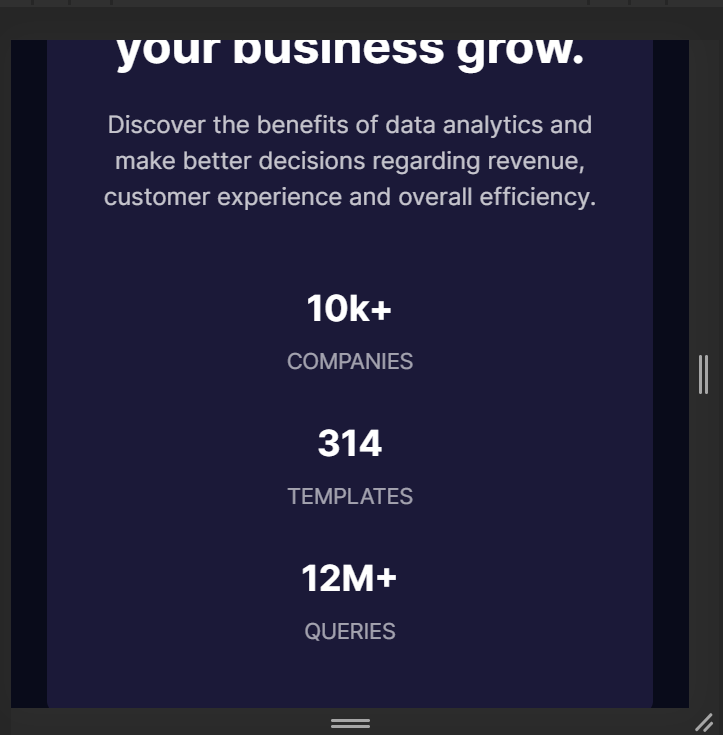 your business grow.
Discover the benefits of data analytics and
make better decisions regarding revenue,
customer experience and overall efficiency.
10k+
COMPANIES
314
TEMPLATES
12M+
QUERIES